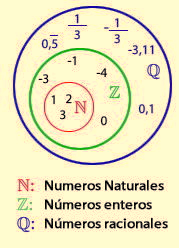 1/3
-1/3
0,5̅
-3,11
-1
ℚ
-3
-4
ℤ
1 2
ℕ
3
0
0,1
ℕ: Numeros Naturales
ℤ: Números enteros
ℚ: Números racionales